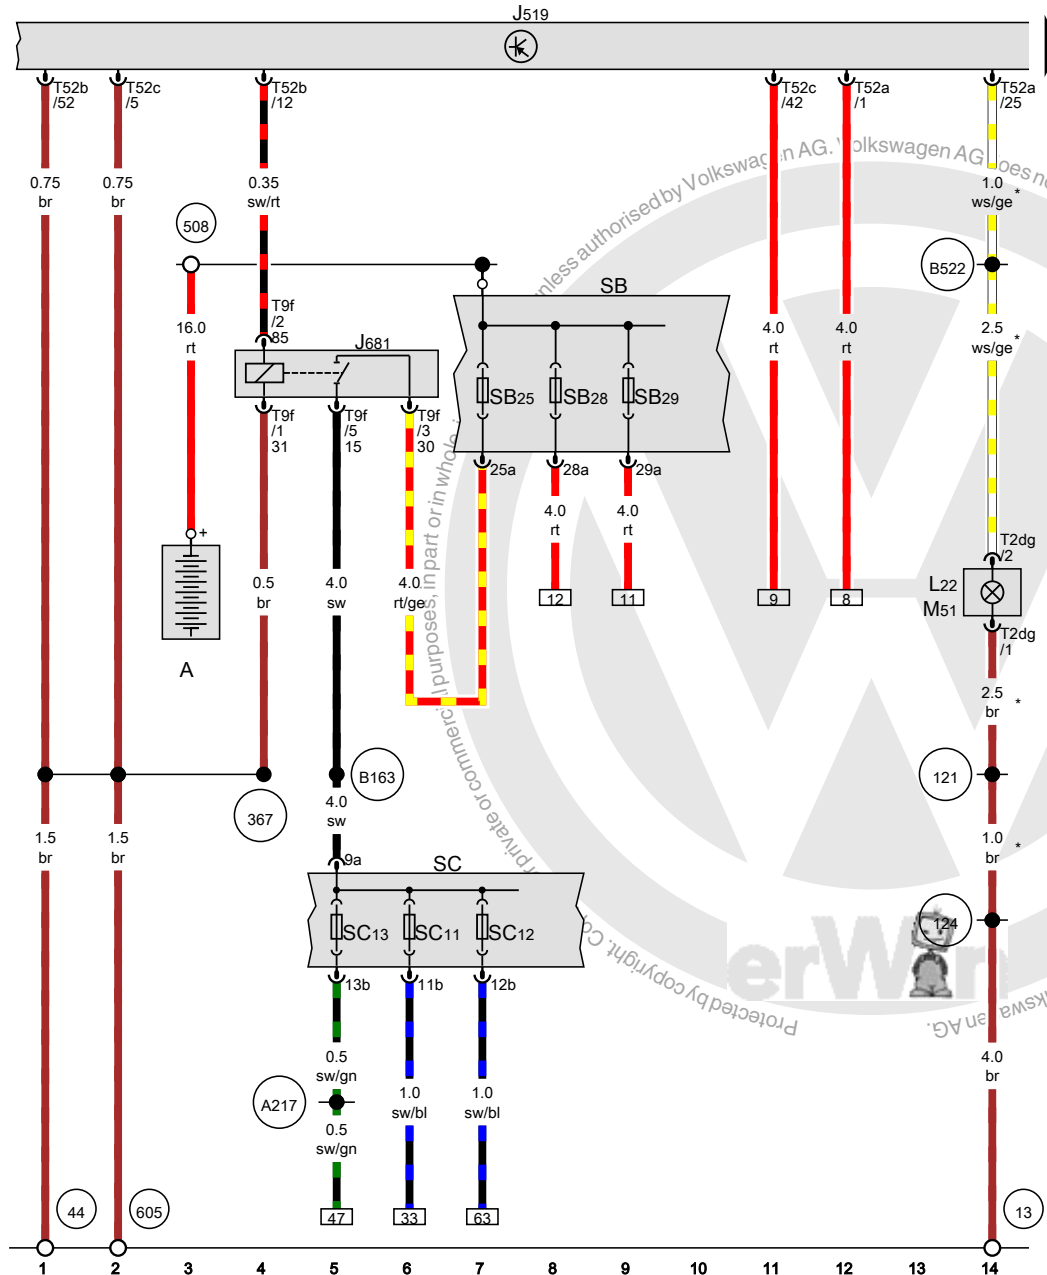 J519
T52b /52
T52c /5
T52b /12
T52c /42
T52a /1
T52a /25
0.75 br
0.75 br
0.35 sw/rt
1.0 ws/ge *
508
B522
SB
T9f /2 85
16.0 rt
4.0 rt
4.0 rt
2.5 ws/ge *
J681
SB25
SB28
SB29
T9f /1 31
T9f /5 15
T9f /3 30
25a
28a
29a
4.0 rt
4.0 rt
+
T2dg /2
0.5 br
4.0 sw
4.0 rt/ge
12
11
9
8
L22
M51
T2dg /1
A
2.5 br *
B163
121
367
4.0 sw
1.5 br
1.5 br
1.0 br *
9a
SC
SC13
SC11
SC12
124
erWin
13b
11b
12b
0.5 sw/gn
4.0 br
1.0 sw/bl
1.0 sw/bl
A217
0.5 sw/gn
44
605
47
33
63
13
1 2 3 4 5 6 7 8 9 10 11 12 13 14
unless authorised by Volkswagen AG. Volkswagen AG does no
r private or commercial purposes, in part or in whole, i
Protected by copyright. Cop
olkswagen AG.